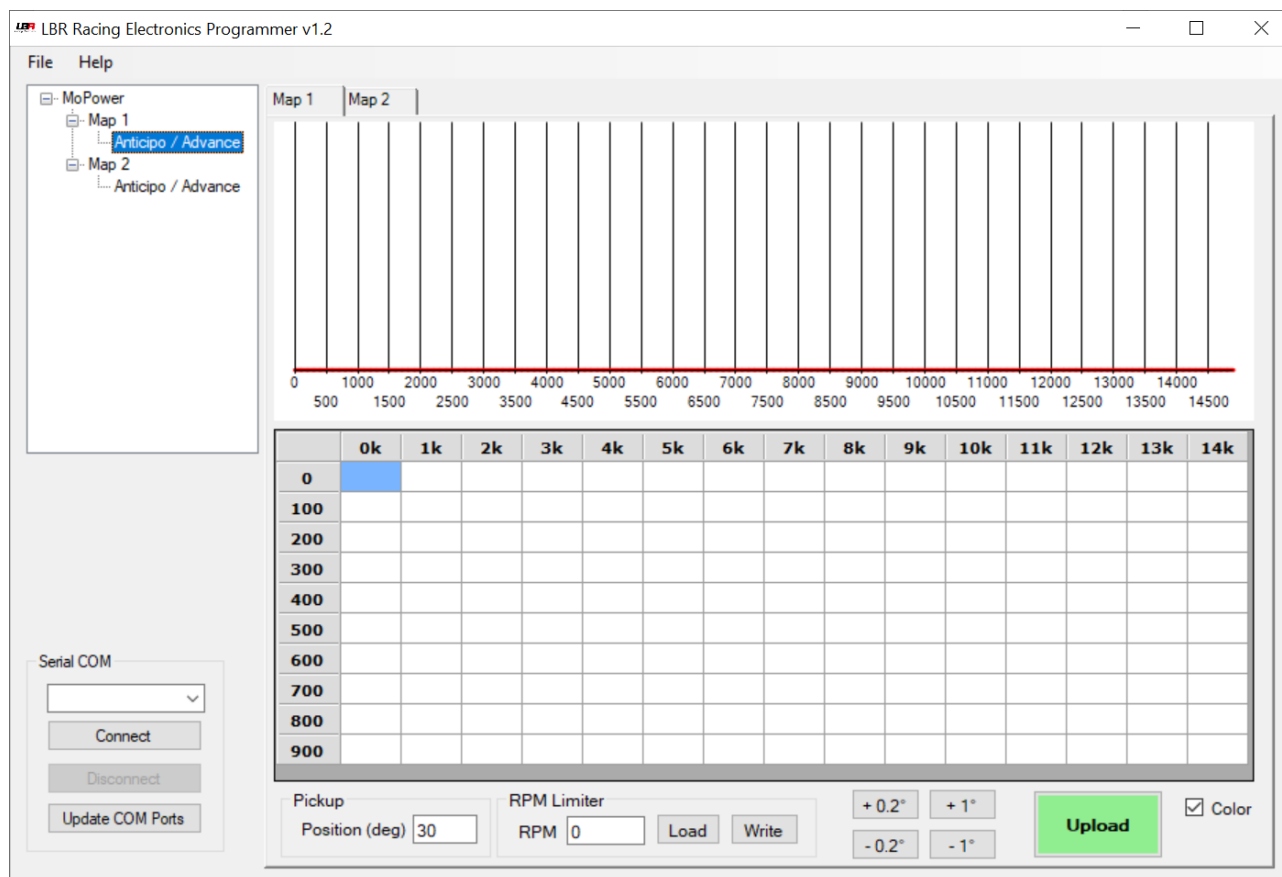 LBR LBR Racing Electronics Programmer v1.2
File Help
MoPower
Map 1
Anticipo / Advance
Map 2
Anticipo / Advance
Serial COM
Connect
Disconnect
Update COM Ports
Map 1 Map 2
0 1000 2000 3000 4000 5000 6000 7000 8000 9000 10000 11000 12000 13000 14000
500 1500 2500 3500 4500 5500 6500 7500 8500 9500 10500 11500 12500 13500 14500
0k 1k 2k 3k 4k 5k 6k 7k 8k 9k 10k 11k 12k 13k 14k
0
100
200
300
400
500
600
700
800
900
Pickup
Position (deg) 30
RPM Limiter
RPM 0 Load Write
+ 0.2° + 1°
- 0.2° - 1°
Upload
Color